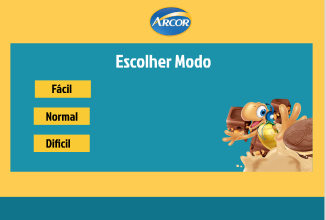 ARCOR
Escolher Modo
Fácil
Normal
Difícil